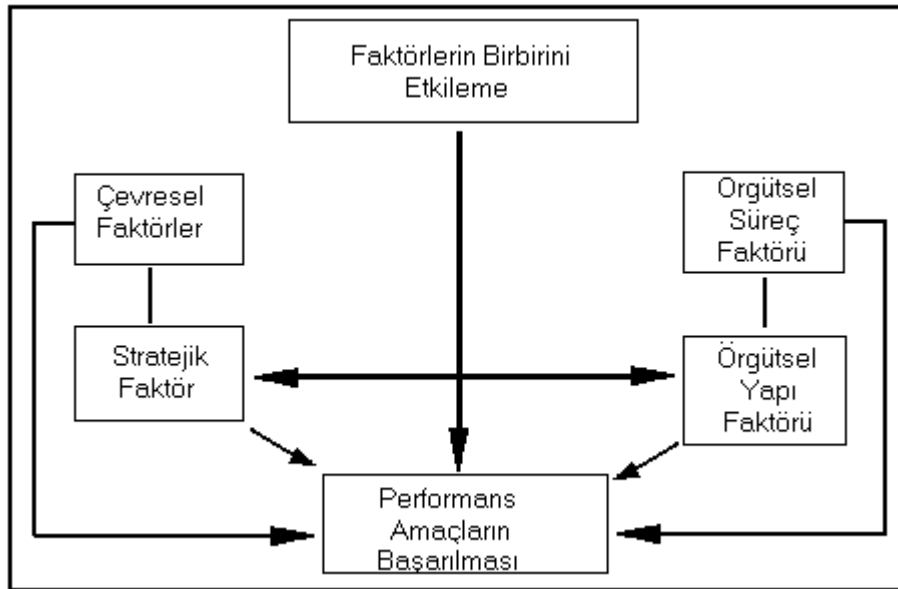 Faktörlerin Birbirini
Etkileme
Çevresel
Faktörler
Orgütsel
Süreç
Faktörü
Stratejik
Faktör
Örgütsel
Yapı
Faktörü
Performans
Amaçların
Başarılması